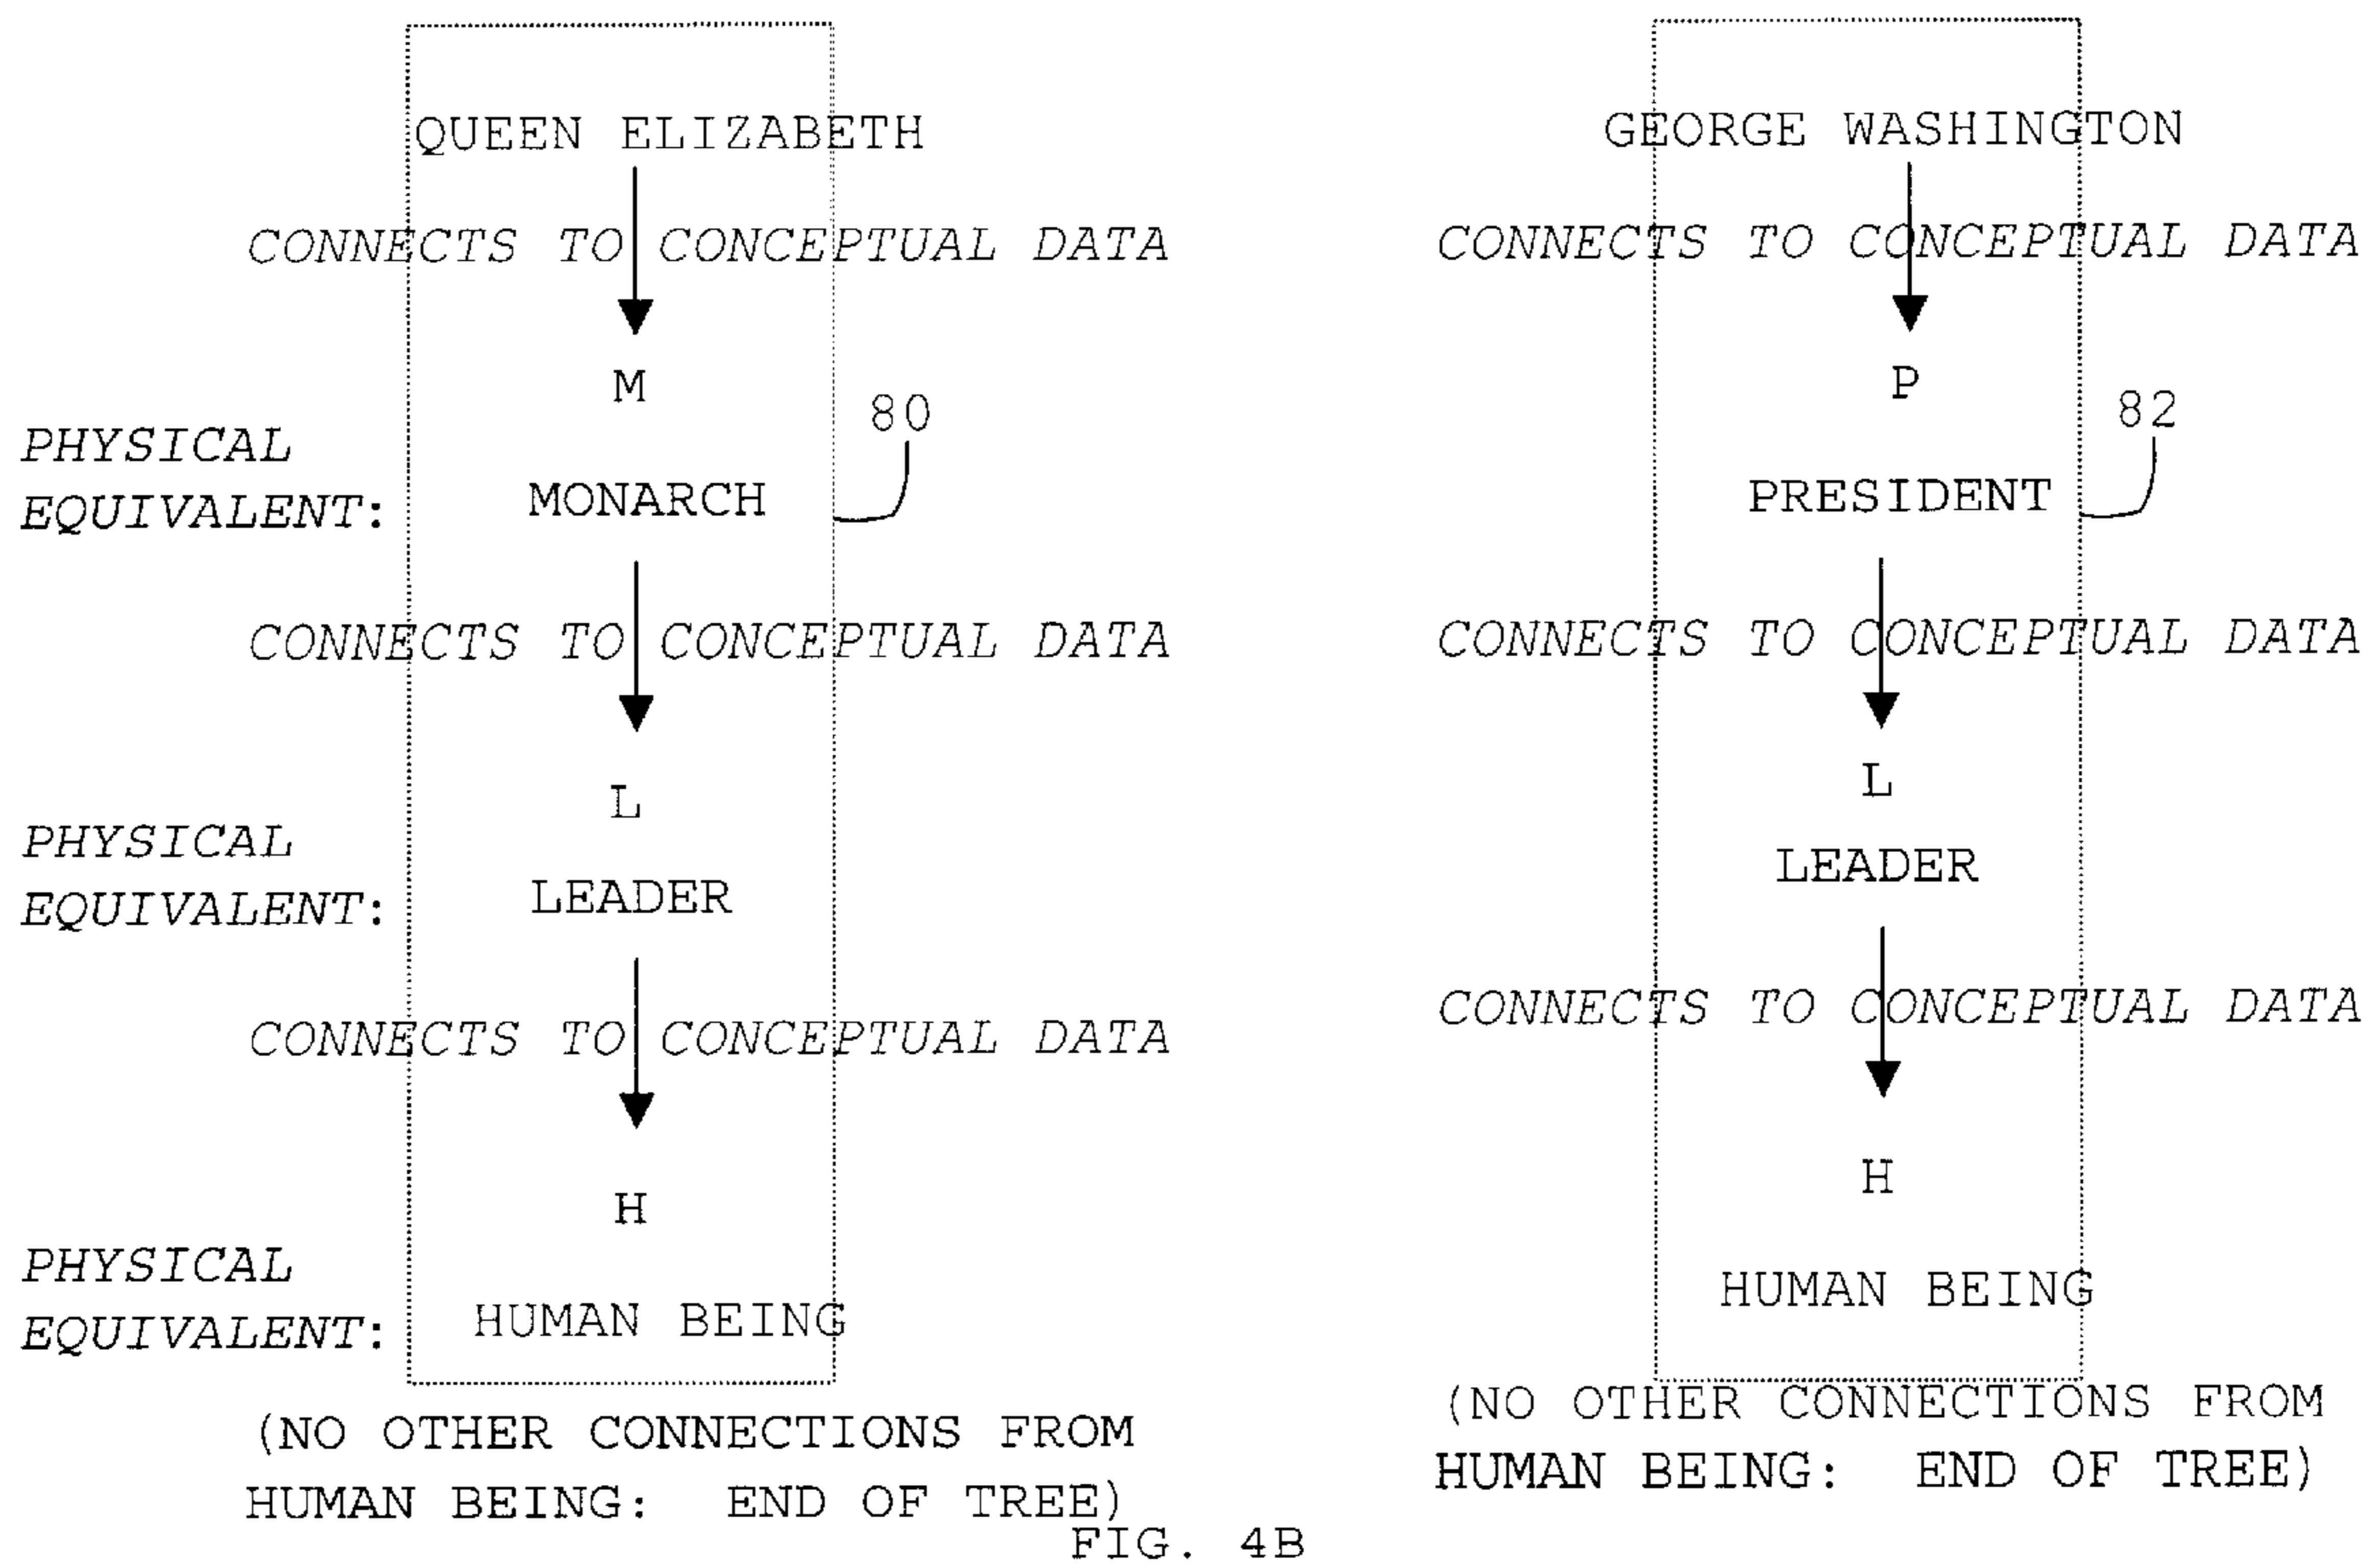 QUEEN ELIZABETH
CONNECTS TO CONCEPTUAL DATA
M
80
PHYSICAL
EQUIVALENT:
MONARCH
CONNECTS TO CONCEPTUAL DATA
L
PHYSICAL
EQUIVALENT:
LEADER
CONNECTS TO CONCEPTUAL DATA
H
PHYSICAL
EQUIVALENT:
HUMAN BEING
(NO OTHER CONNECTIONS FROM
HUMAN BEING: END OF TREE)
GEORGE WASHINGTON
CONNECTS TO CONCEPTUAL DATA
P
82
PRESIDENT
CONNECTS TO CONCEPTUAL DATA
L
LEADER
CONNECTS TO CONCEPTUAL DATA
H
HUMAN BEING
(NO OTHER CONNECTIONS FROM
HUMAN BEING: END OF TREE)
FIG. 4B